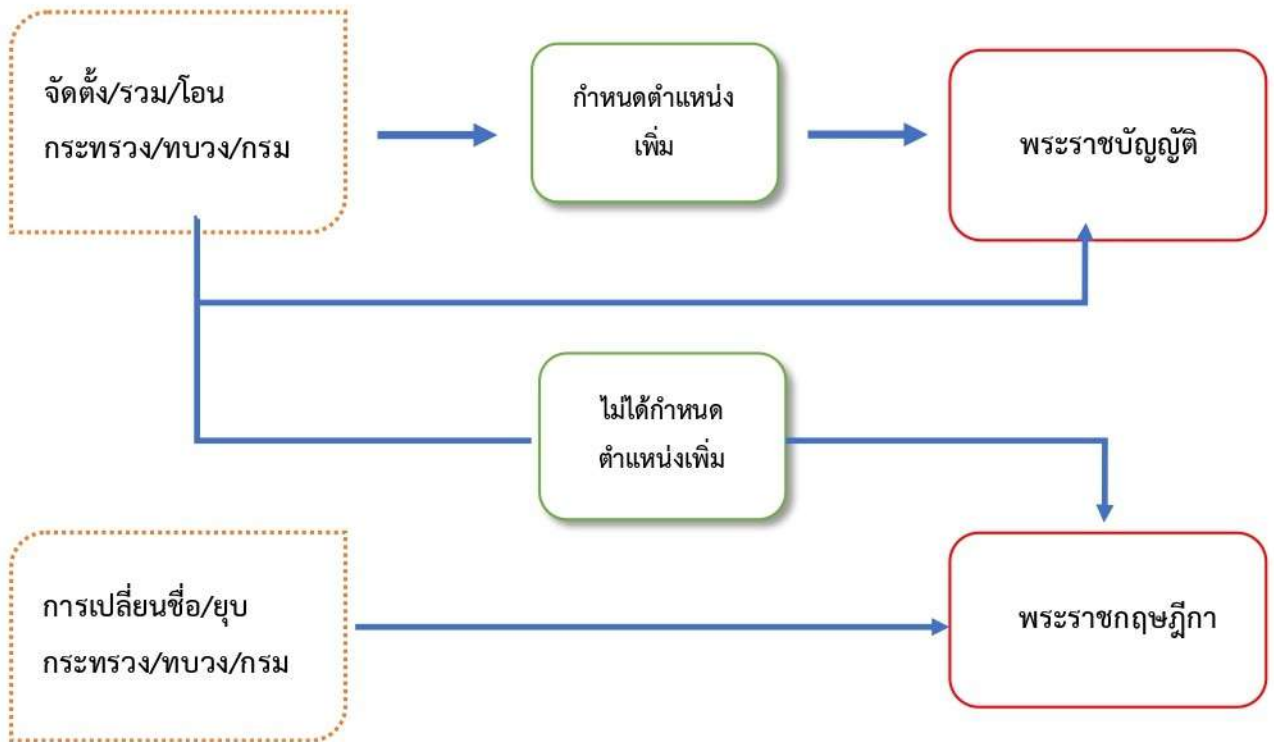 จัดตั้ง/รวม/โอน
กระทรวง/ทบวง/กรม
กำหนดตำแหน่ง
เพิ่ม
พระราชบัญญัติ
ไม่ได้กำหนด
ตำแหน่งเพิ่ม
การเปลี่ยนชื่อ/ยุบ
กระทรวง/ทบวง/กรม
พระราชกฤษฎีกา